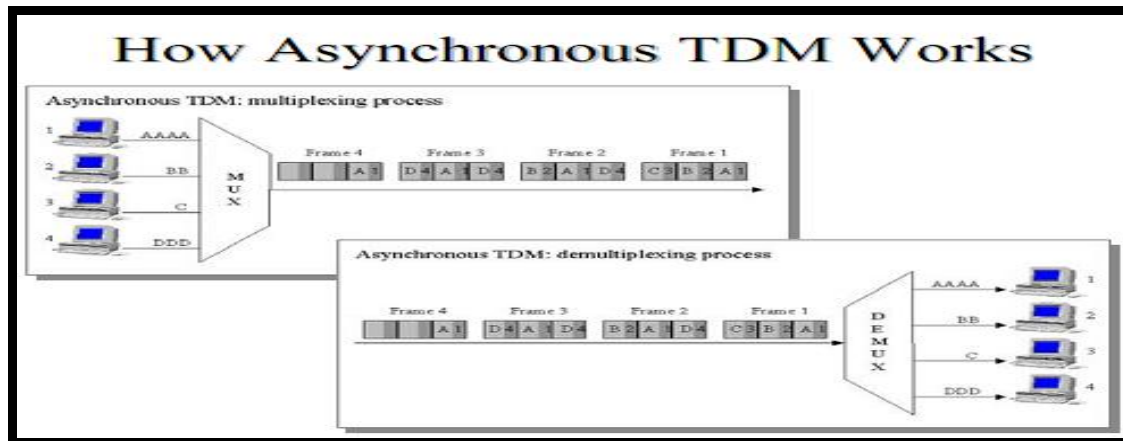 How Asynchronous TDM Works
Asynchronous TDM: multiplexing process
1
AAAA
2
BB
3
C
4
DDD
MUX
Frame 4 Frame 3 Frame 2 Frame 1
A 1 D 4 A 1 D 4 B 2 A 1 D 4 C 3 B 2 A 1
Asynchronous TDM: demultiplexing process
Frame 4 Frame 3 Frame 2 Frame 1
A 1 D 4 A 1 D 4 B 2 A 1 D 4 C 3 B 2 A 1
DEMUX
AAAA
1
BB
2
C
3
DDD
4